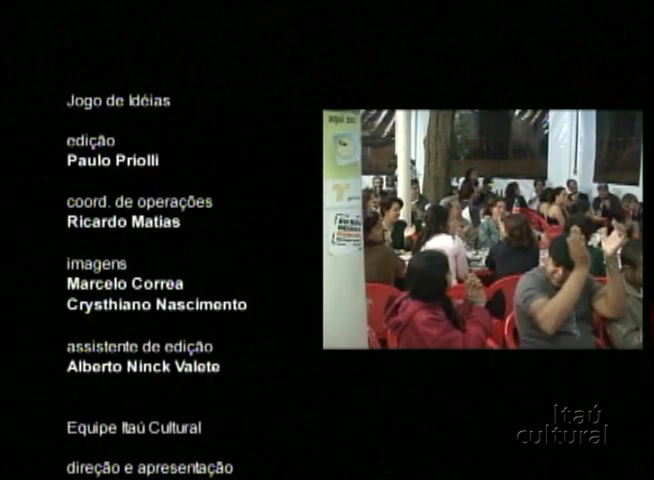 Jogo de Idéias
edição
Paulo Priolli
coord. de operações
Ricardo Matias
imagens
Marcelo Correa
Crysthiano Nascimento
assistente de edição
Alberto Ninck Valete
Equipe Itaú Cultural
direção e apresentação
Itaú
cultural